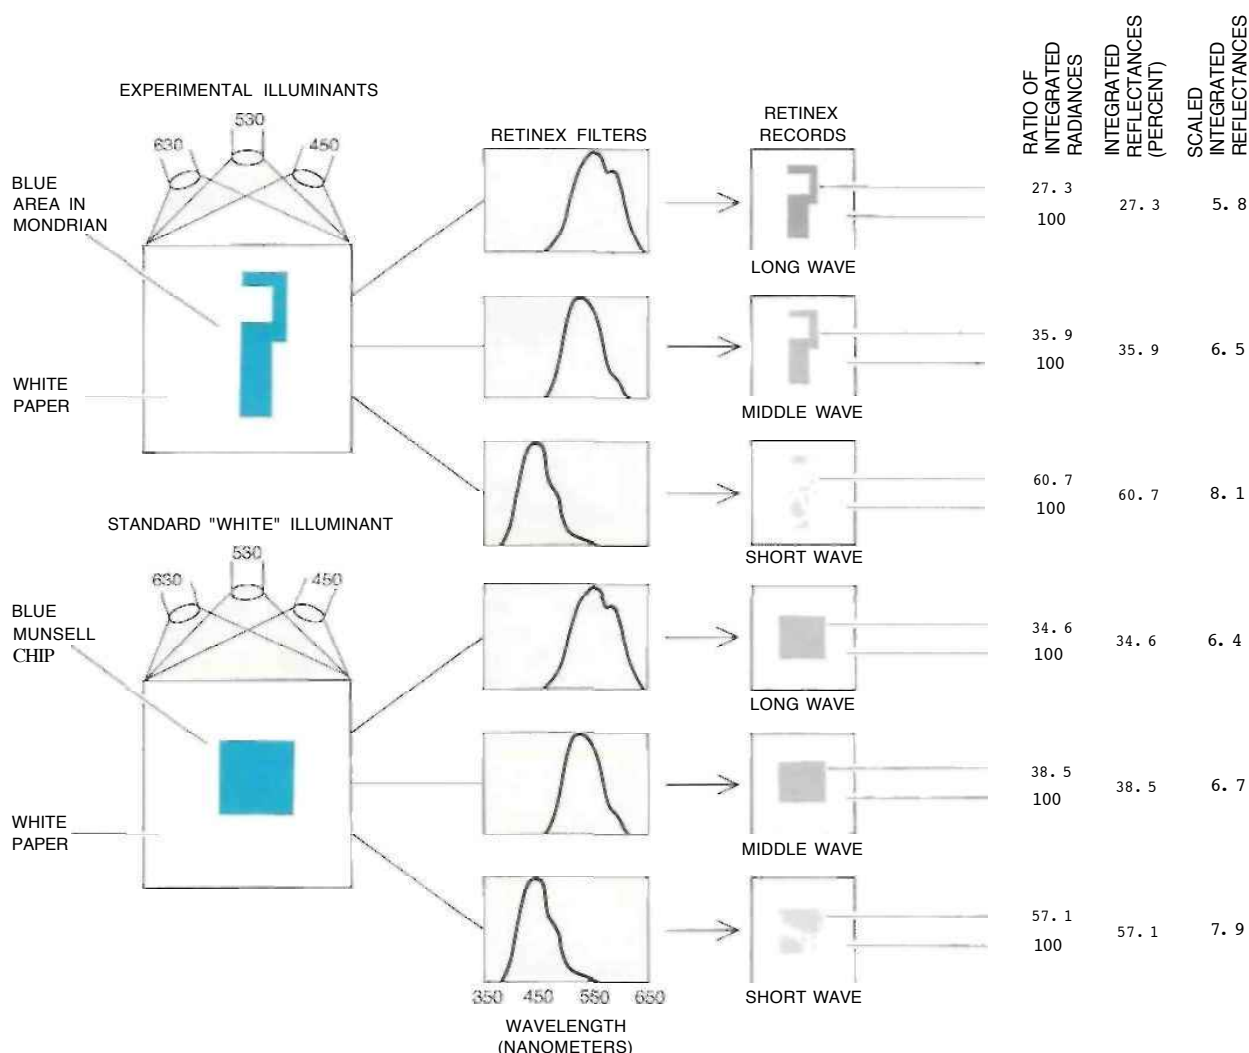 RATIO OF
INTEGRATED
RADIANCES
INTEGRATED
REFLECTANCES
(PERCENT)
SCALED
INTEGRATED
REFLECTANCES
EXPERIMENTAL ILLUMINANTS
630
530
450
RETINEX FILTERS
RETINEX
RECORDS
BLUE
AREA IN
MONDRIAN
WHITE
PAPER
27. 3
100
27. 3
5. 8
LONG WAVE
35. 9
100
35. 9
6. 5
MIDDLE WAVE
60. 7
100
60. 7
8. 1
SHORT WAVE
STANDARD "WHITE" ILLUMINANT
630
530
450
BLUE
MUNSELL
CHIP
WHITE
PAPER
34. 6
100
34. 6
6. 4
LONG WAVE
38. 5
100
38. 5
6. 7
MIDDLE WAVE
57. 1
100
57. 1
7. 9
SHORT WAVE
350 450 550 650
WAVELENGTH
(NANOMETERS)